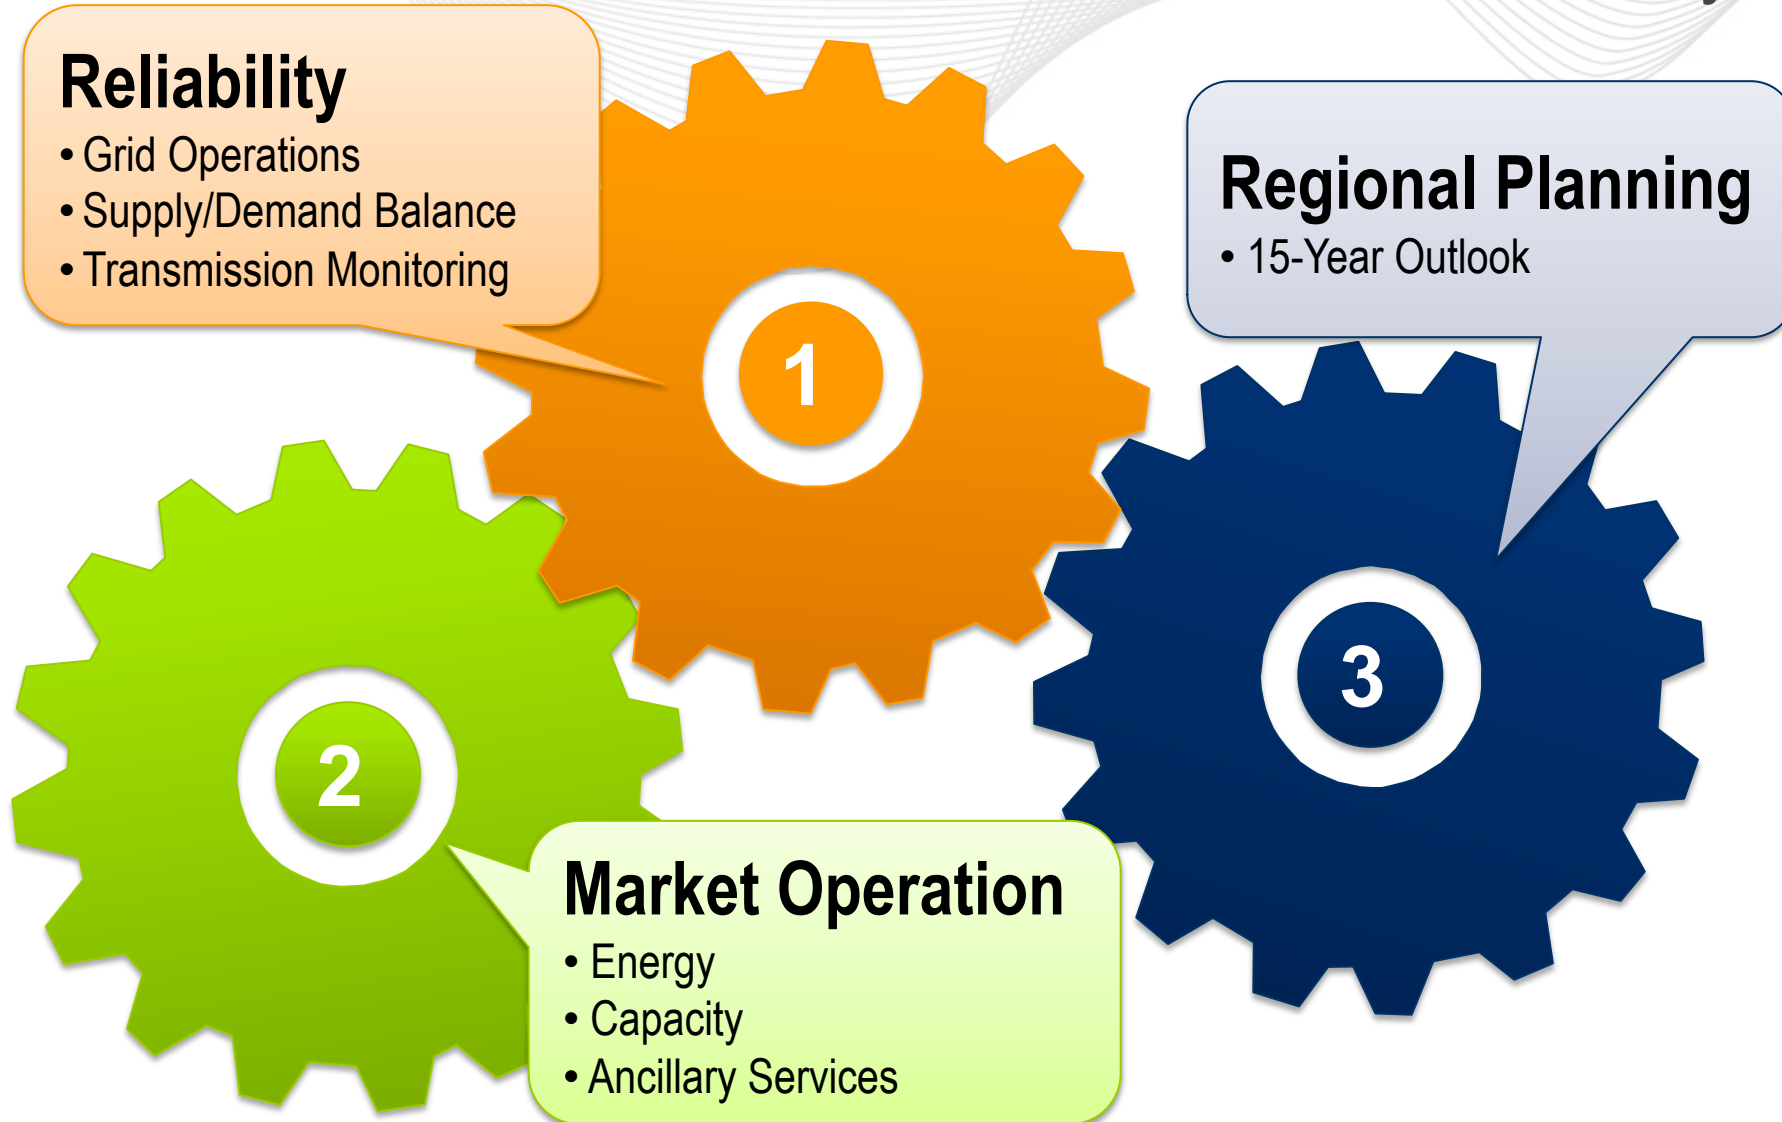 Reliability
• Grid Operations
• Supply/Demand Balance
• Transmission Monitoring
1
Regional Planning
• 15-Year Outlook
3
2
Market Operation
• Energy
• Capacity
• Ancillary Services